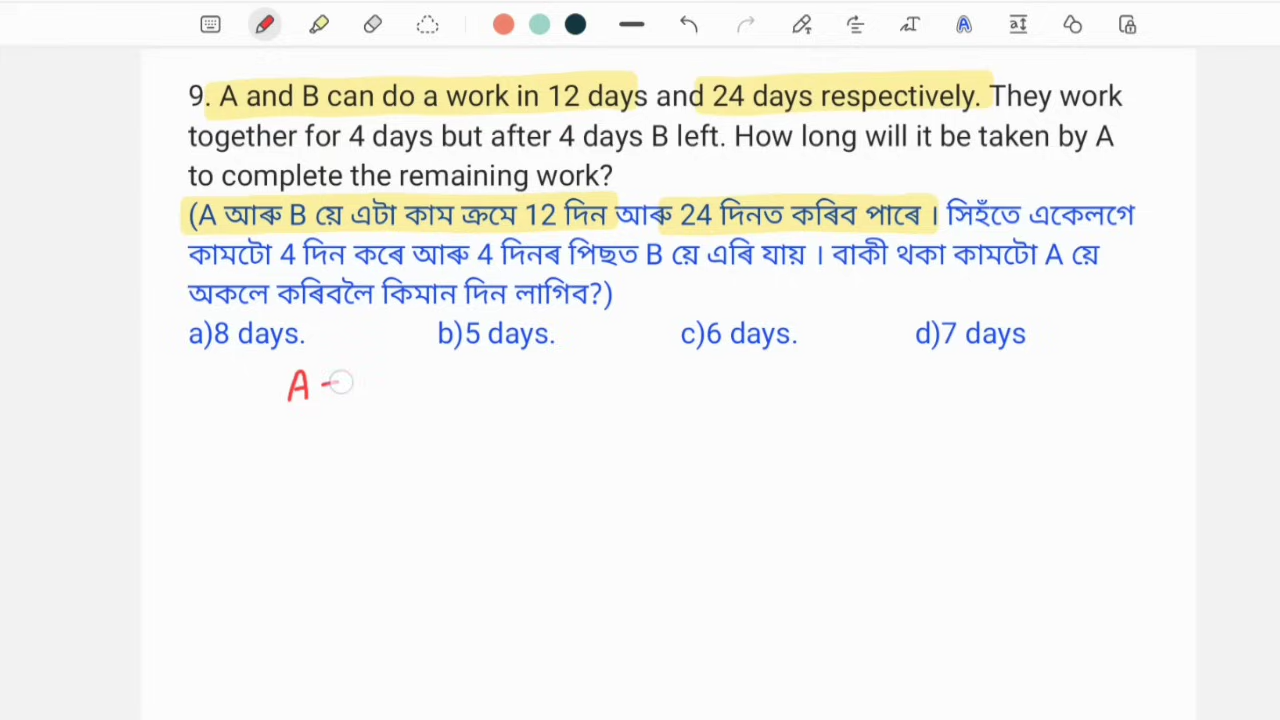 9. A and B can do a work in 12 days and 24 days respectively. They work
together for 4 days but after 4 days B left. How long will it be taken by A
to complete the remaining work?
(A আৰু B য়ে এটা কাম ক্ৰমে 12 দিন আৰু 24 দিনত কৰিব পাৰে । সিহঁতে একেলগে
কামটো 4 দিন কৰে আৰু 4 দিনৰ পিছত B য়ে এৰি যায় । বাকী থকা কামটো A য়ে
অকলে কৰিবলৈ কিমান দিন লাগিব?)
a)8 days. b)5 days. c)6 days. d)7 days
A -